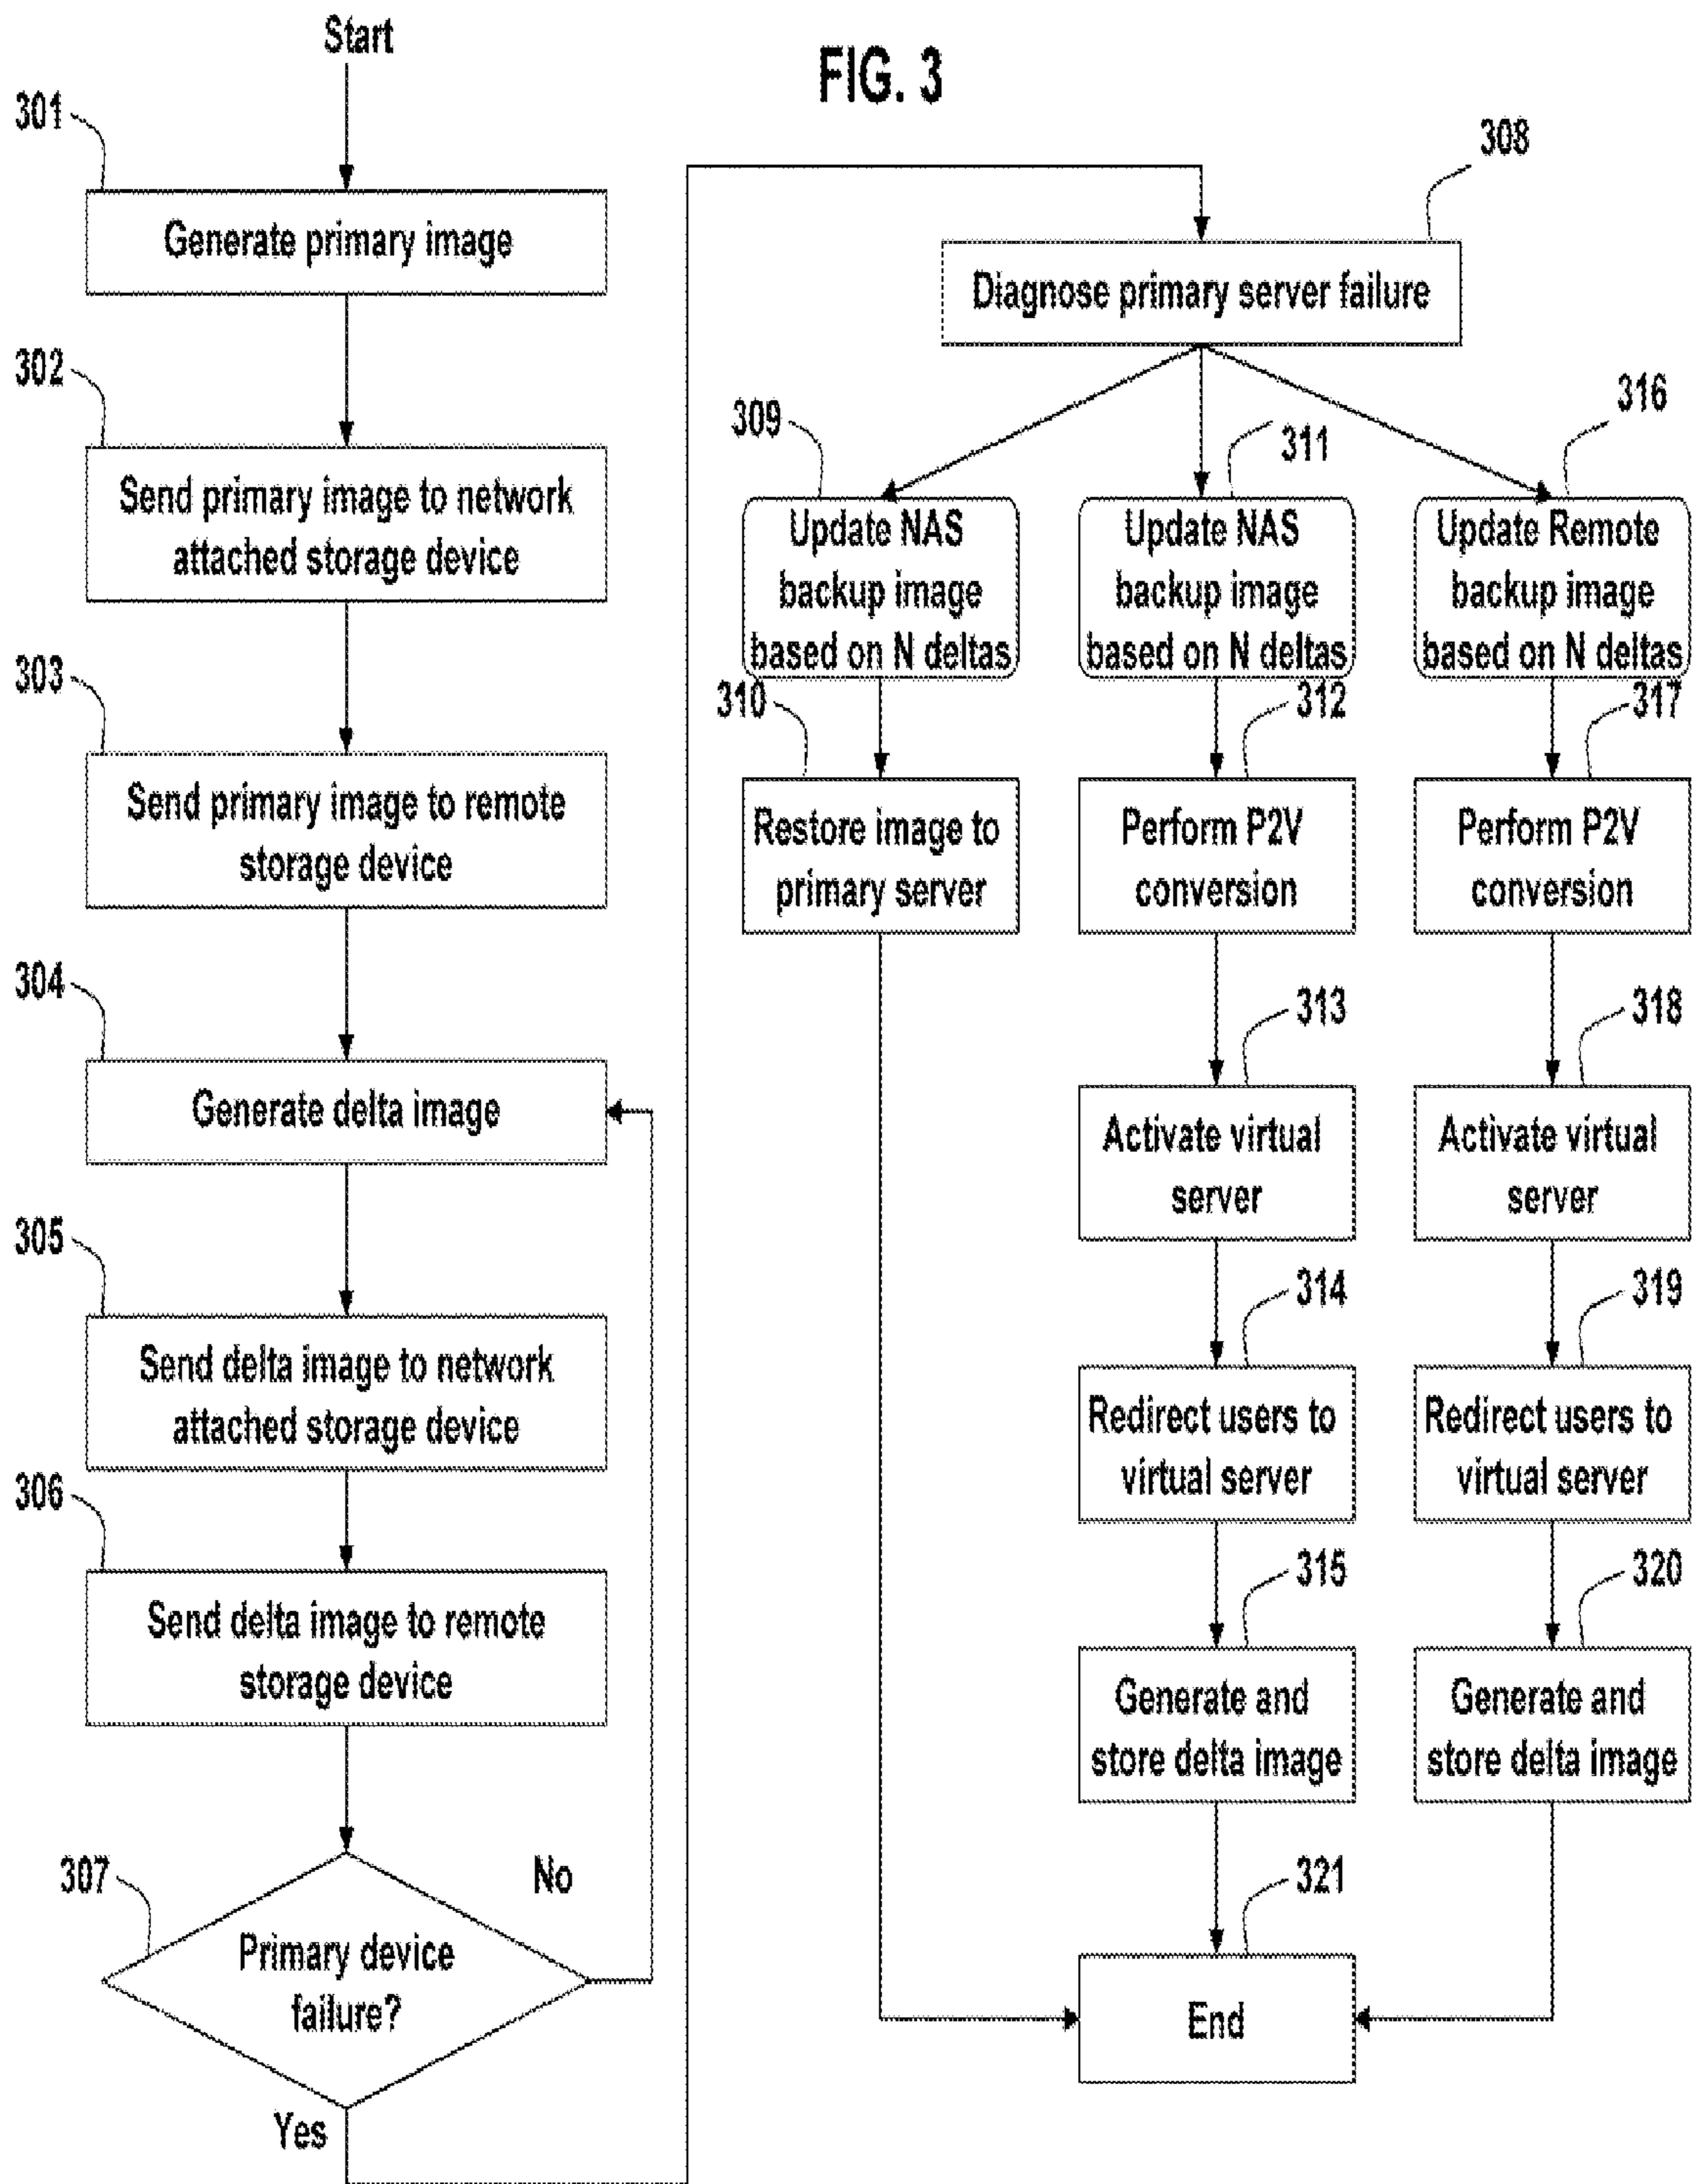 Start
FIG. 3
301
Generate primary image
302
Send primary image to network
attached storage device
303
Send primary image to remote
storage device
304
Generate delta image
305
Send delta image to network
attached storage device
306
Send delta image to remote
storage device
307
Primary device
failure?
No
Yes
308
Diagnose primary server failure
309
Update NAS
backup image
based on N deltas
310
Restore image to
primary server
311
Update NAS
backup image
based on N deltas
312
Perform P2V
conversion
313
Activate virtual
server
314
Redirect users to
virtual server
315
Generate and
store delta image
316
Update Remote
backup image
based on N deltas
317
Perform P2V
conversion
318
Activate virtual
server
319
Redirect users to
virtual server
320
Generate and
store delta image
321
End